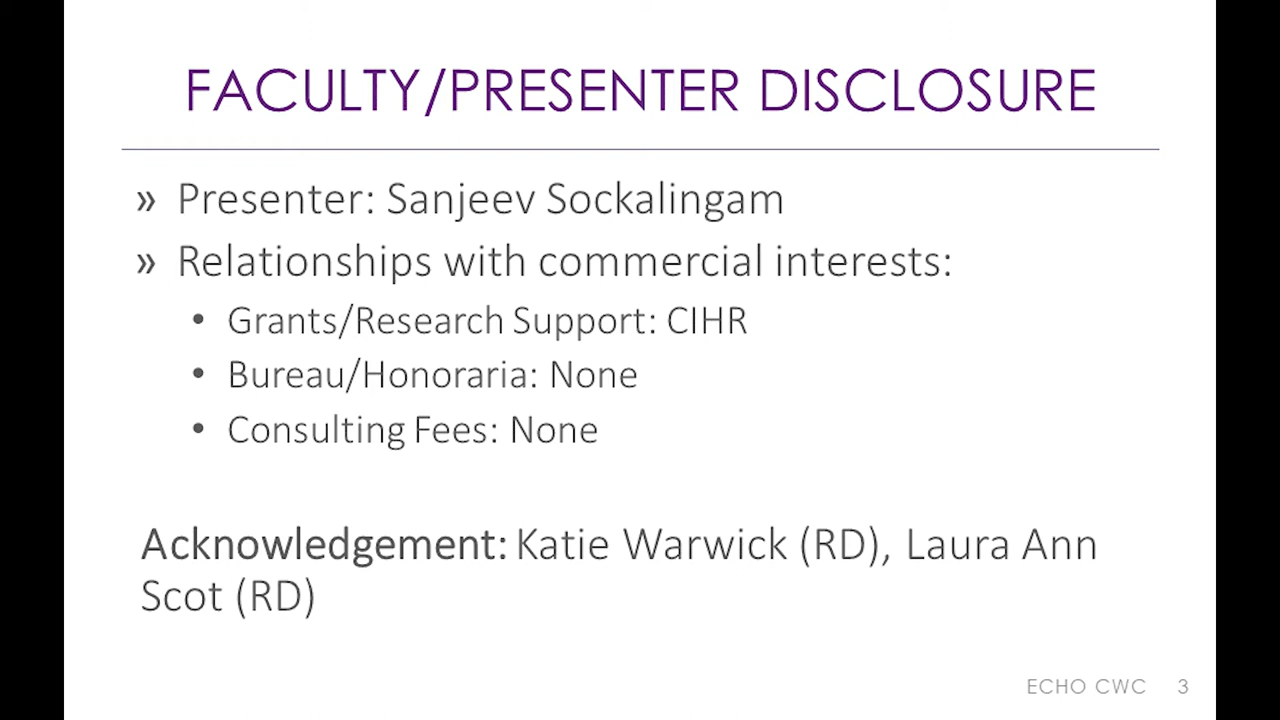 FACULTY/PRESENTER DISCLOSURE
» Presenter: Sanjeev Sockalingam
» Relationships with commercial interests:
• Grants/Research Support: CIHR
• Bureau/Honoraria: None
• Consulting Fees: None
Acknowledgement: Katie Warwick (RD), Laura Ann
Scot (RD)
ECHO CWC 3